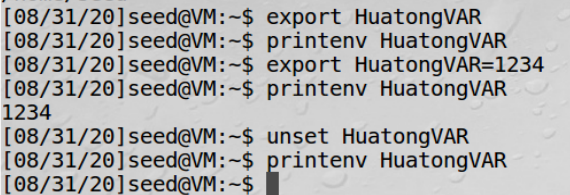 [08/31/20]seed@VM:~$ export HuatongVAR
[08/31/20]seed@VM:~$ printenv HuatongVAR
[08/31/20]seed@VM:~$ export HuatongVAR=1234
[08/31/20]seed@VM:~$ printenv HuatongVAR
1234
[08/31/20]seed@VM:~$ unset HuatongVAR
[08/31/20]seed@VM:~$ printenv HuatongVAR
[08/31/20]seed@VM:~$